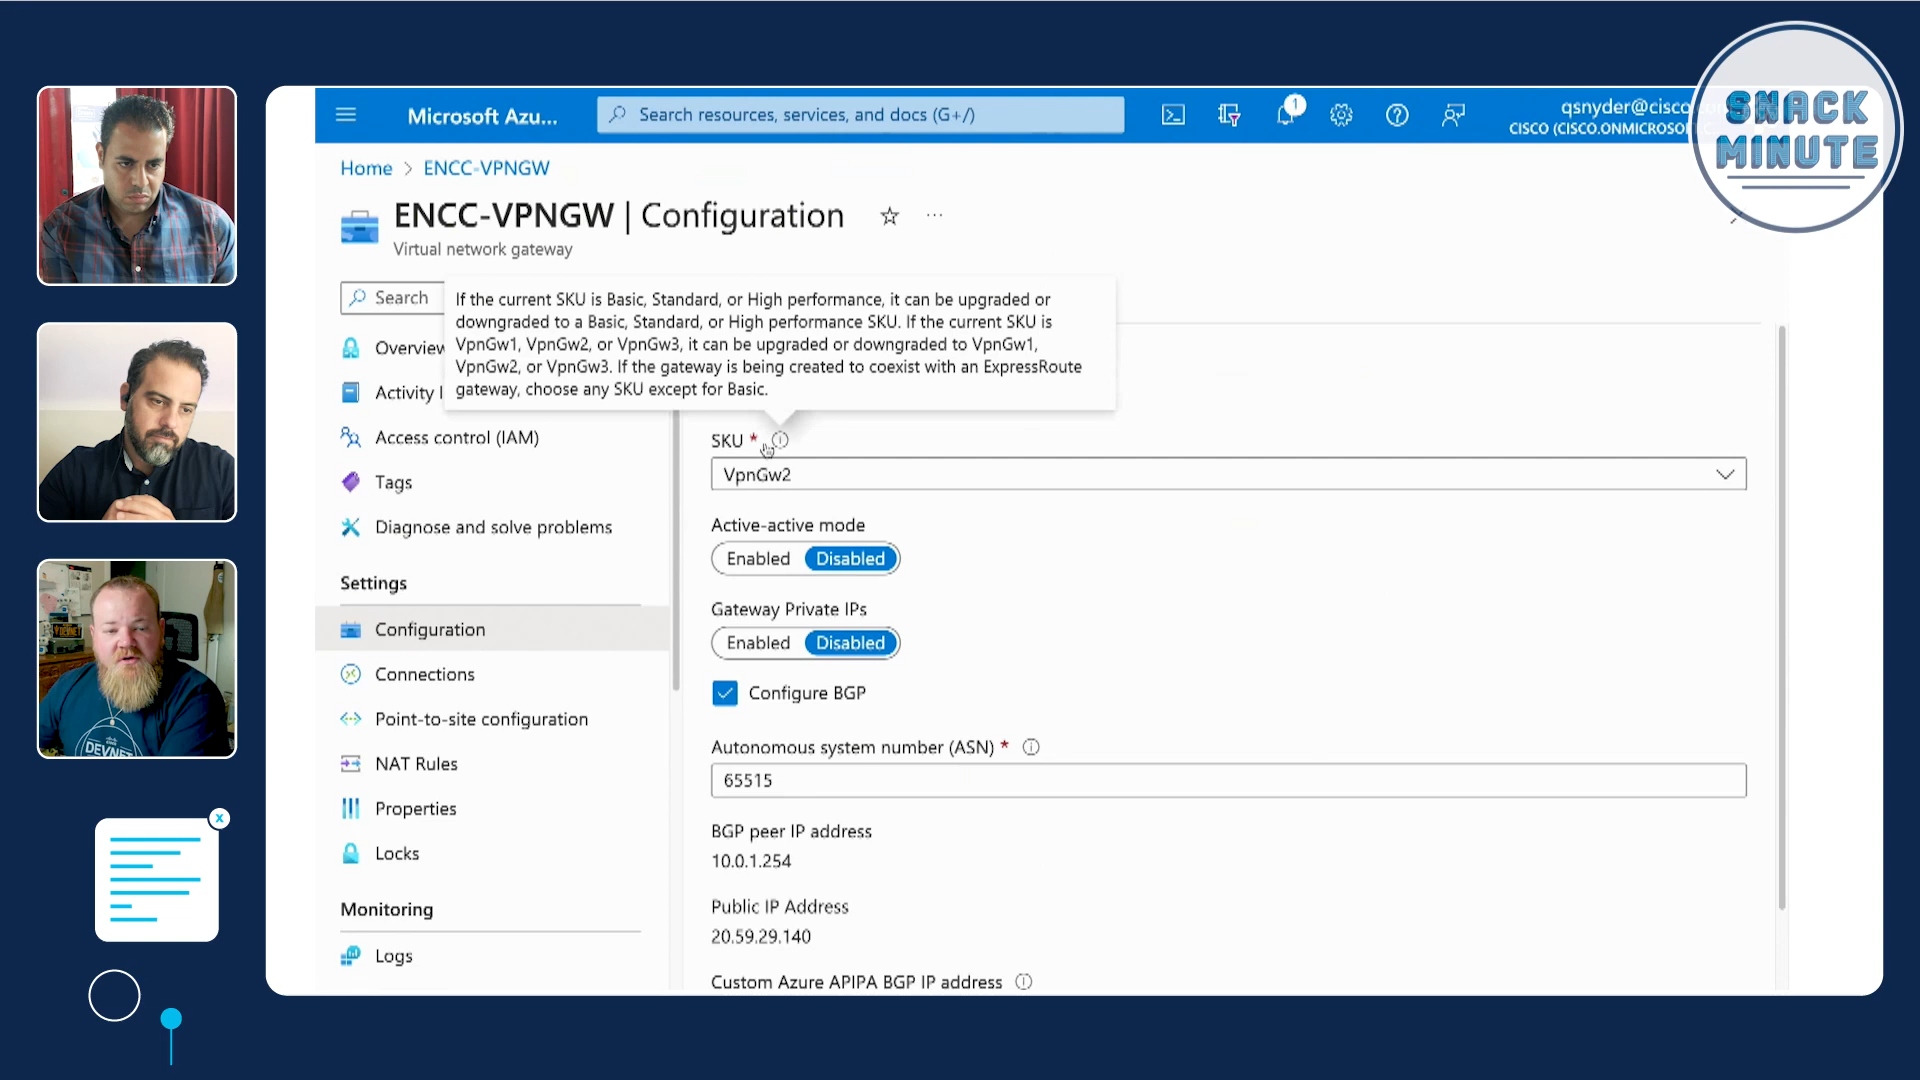 Microsoft Azu...
Search resources, services, and docs (G+/)
1
qsnyder@cisco
CISCO (CISCO.ONMICROSOF
SNACK
MINUTE
Home > ENCC-VPNGW
ENCC-VPNGW | Configuration
Virtual network gateway
Search
If the current SKU is Basic, Standard, or High performance, it can be upgraded or
downgraded to a Basic, Standard, or High performance SKU. If the current SKU is
VpnGw1, VpnGw2, or VpnGw3, it can be upgraded or downgraded to VpnGw1,
VpnGw2, or VpnGw3. If the gateway is being created to coexist with an ExpressRoute
gateway, choose any SKU except for Basic.
Overview
Activity
Access control (IAM)
Tags
Diagnose and solve problems
Settings
Configuration
Connections
Point-to-site configuration
NAT Rules
Properties
Locks
Monitoring
Logs
SKU *
VpnGw2
Active-active mode
Enabled Disabled
Gateway Private IPs
Enabled Disabled
Configure BGP
Autonomous system number (ASN) *
65515
BGP peer IP address
10.0.1.254
Public IP Address
20.59.29.140
Custom Azure APIPA BGP IP address
DEVNET
DEVNET
x